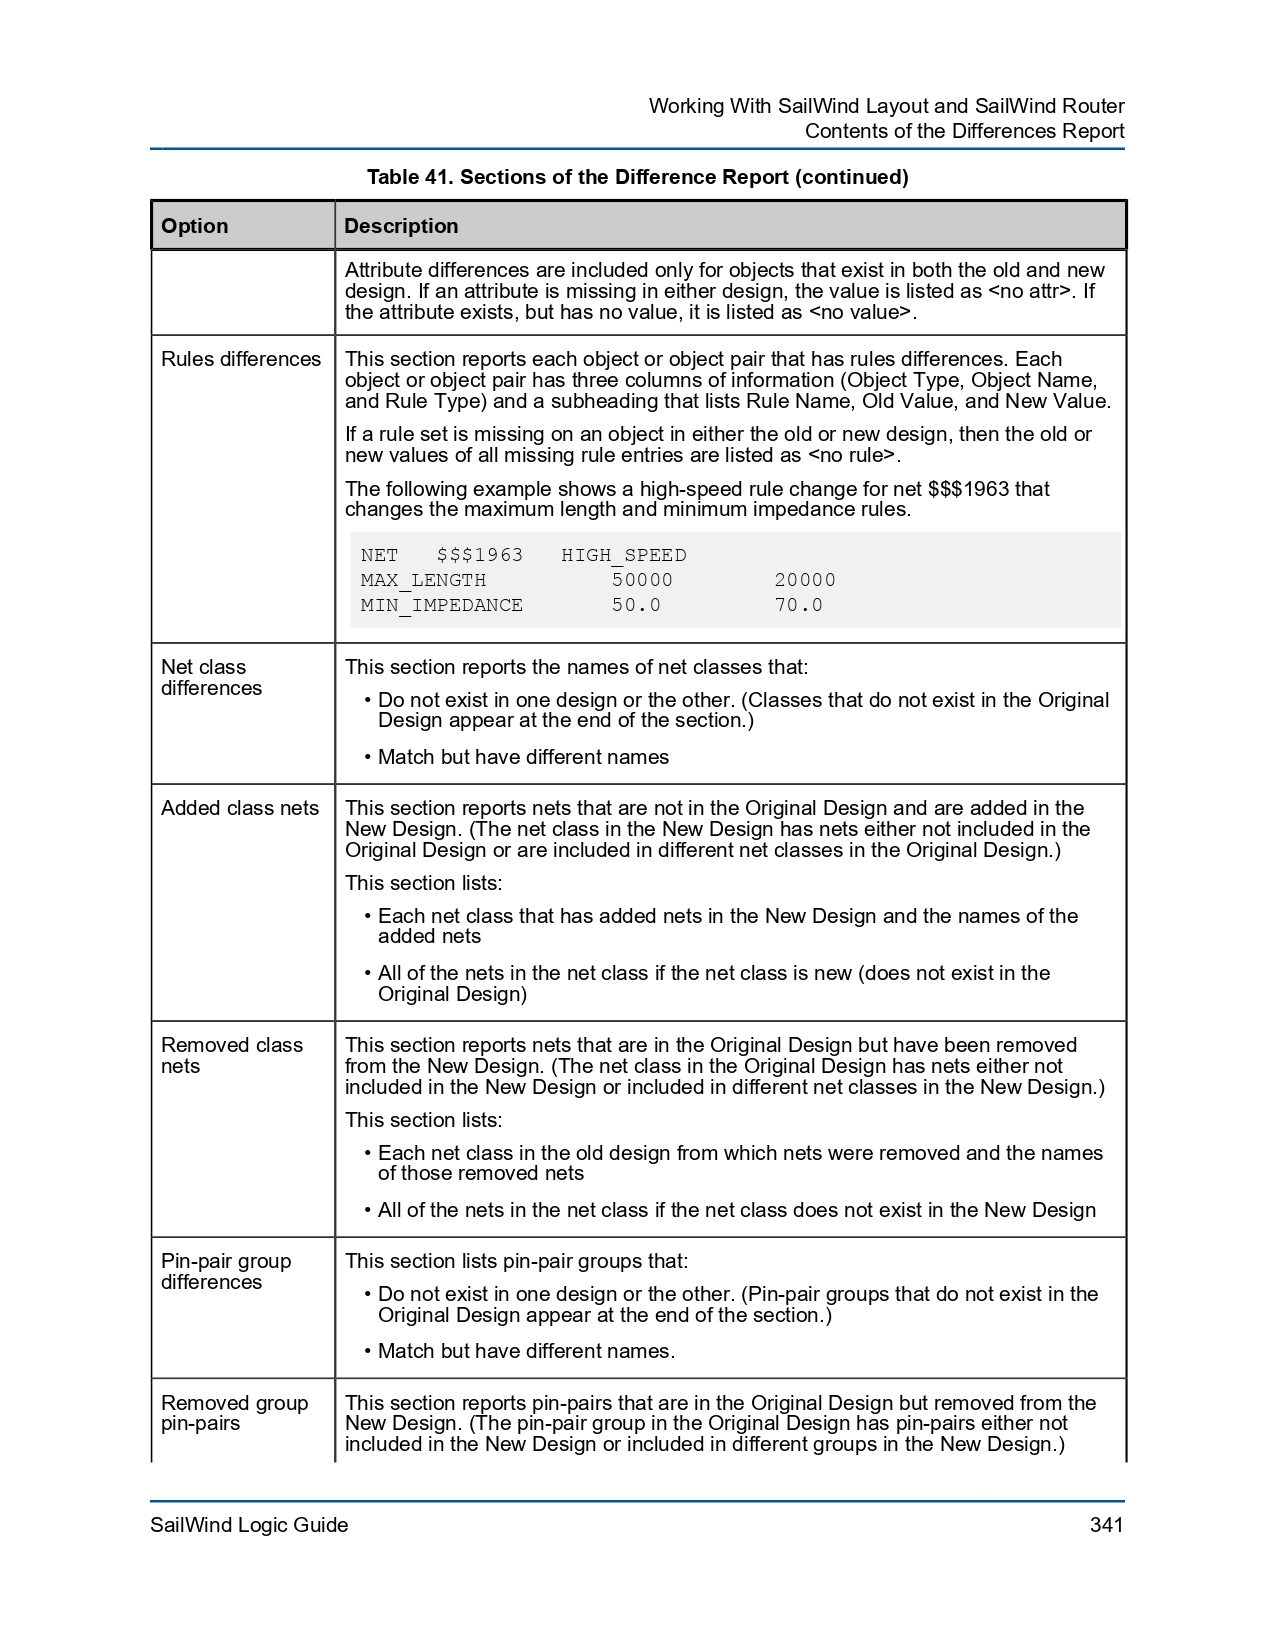 Working With SailWind Layout and SailWind Router
Contents of the Differences Report
Table 41. Sections of the Difference Report (continued)
Option
Description
Attribute differences are included only for objects that exist in both the old and new
design. If an attribute is missing in either design, the value is listed as <no attr>. If
the attribute exists, but has no value, it is listed as <no value>.
Rules differences
This section reports each object or object pair that has rules differences. Each
object or object pair has three columns of information (Object Type, Object Name,
and Rule Type) and a subheading that lists Rule Name, Old Value, and New Value.
If a rule set is missing on an object in either the old or new design, then the old or
new values of all missing rule entries are listed as <no rule>.
The following example shows a high-speed rule change for net $$$1963 that
changes the maximum length and minimum impedance rules.
NET   $$$1963   HIGH_SPEED
MAX_LENGTH          50000        20000
MIN_IMPEDANCE       50.0         70.0
Net class
differences
This section reports the names of net classes that:
• Do not exist in one design or the other. (Classes that do not exist in the Original
Design appear at the end of the section.)
• Match but have different names
Added class nets
This section reports nets that are not in the Original Design and are added in the
New Design. (The net class in the New Design has nets either not included in the
Original Design or are included in different net classes in the Original Design.)
This section lists:
• Each net class that has added nets in the New Design and the names of the
added nets
• All of the nets in the net class if the net class is new (does not exist in the
Original Design)
Removed class
nets
This section reports nets that are in the Original Design but have been removed
from the New Design. (The net class in the Original Design has nets either not
included in the New Design or included in different net classes in the New Design.)
This section lists:
• Each net class in the old design from which nets were removed and the names
of those removed nets
• All of the nets in the net class if the net class does not exist in the New Design
Pin-pair group
differences
This section lists pin-pair groups that:
• Do not exist in one design or the other. (Pin-pair groups that do not exist in the
Original Design appear at the end of the section.)
• Match but have different names.
Removed group
pin-pairs
This section reports pin-pairs that are in the Original Design but removed from the
New Design. (The pin-pair group in the Original Design has pin-pairs either not
included in the New Design or included in different groups in the New Design.)
SailWind Logic Guide
341